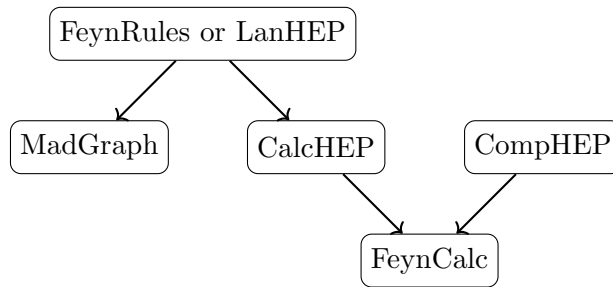 FeynRules or LanHEP
MadGraph
CalcHEP
CompHEP
FeynCalc